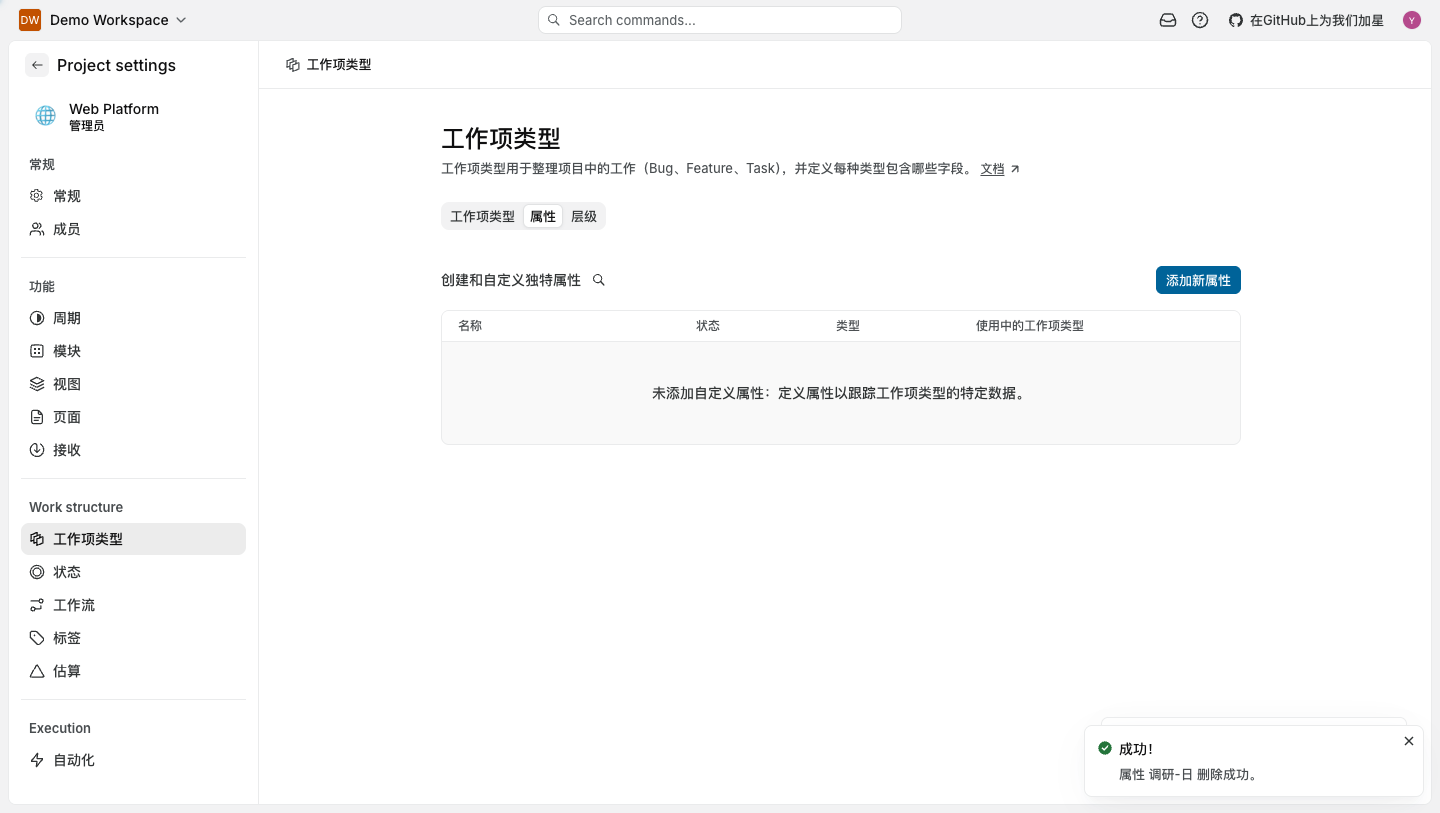 DW Demo Workspace
Search commands...
在GitHub上为我们加星
Y
Project settings
Web Platform
管理员
常规
常规
成员
功能
周期
模块
视图
页面
接收
Work structure
工作项类型
状态
工作流
标签
估算
Execution
自动化
工作项类型
工作项类型
工作项类型用于整理项目中的工作（Bug、Feature、Task），并定义每种类型包含哪些字段。 文档
工作项类型 属性 层级
创建和自定义独特属性
添加新属性
名称 状态 类型 使用中的工作项类型
未添加自定义属性：定义属性以跟踪工作项类型的特定数据。
成功！
属性 调研-日 删除成功。